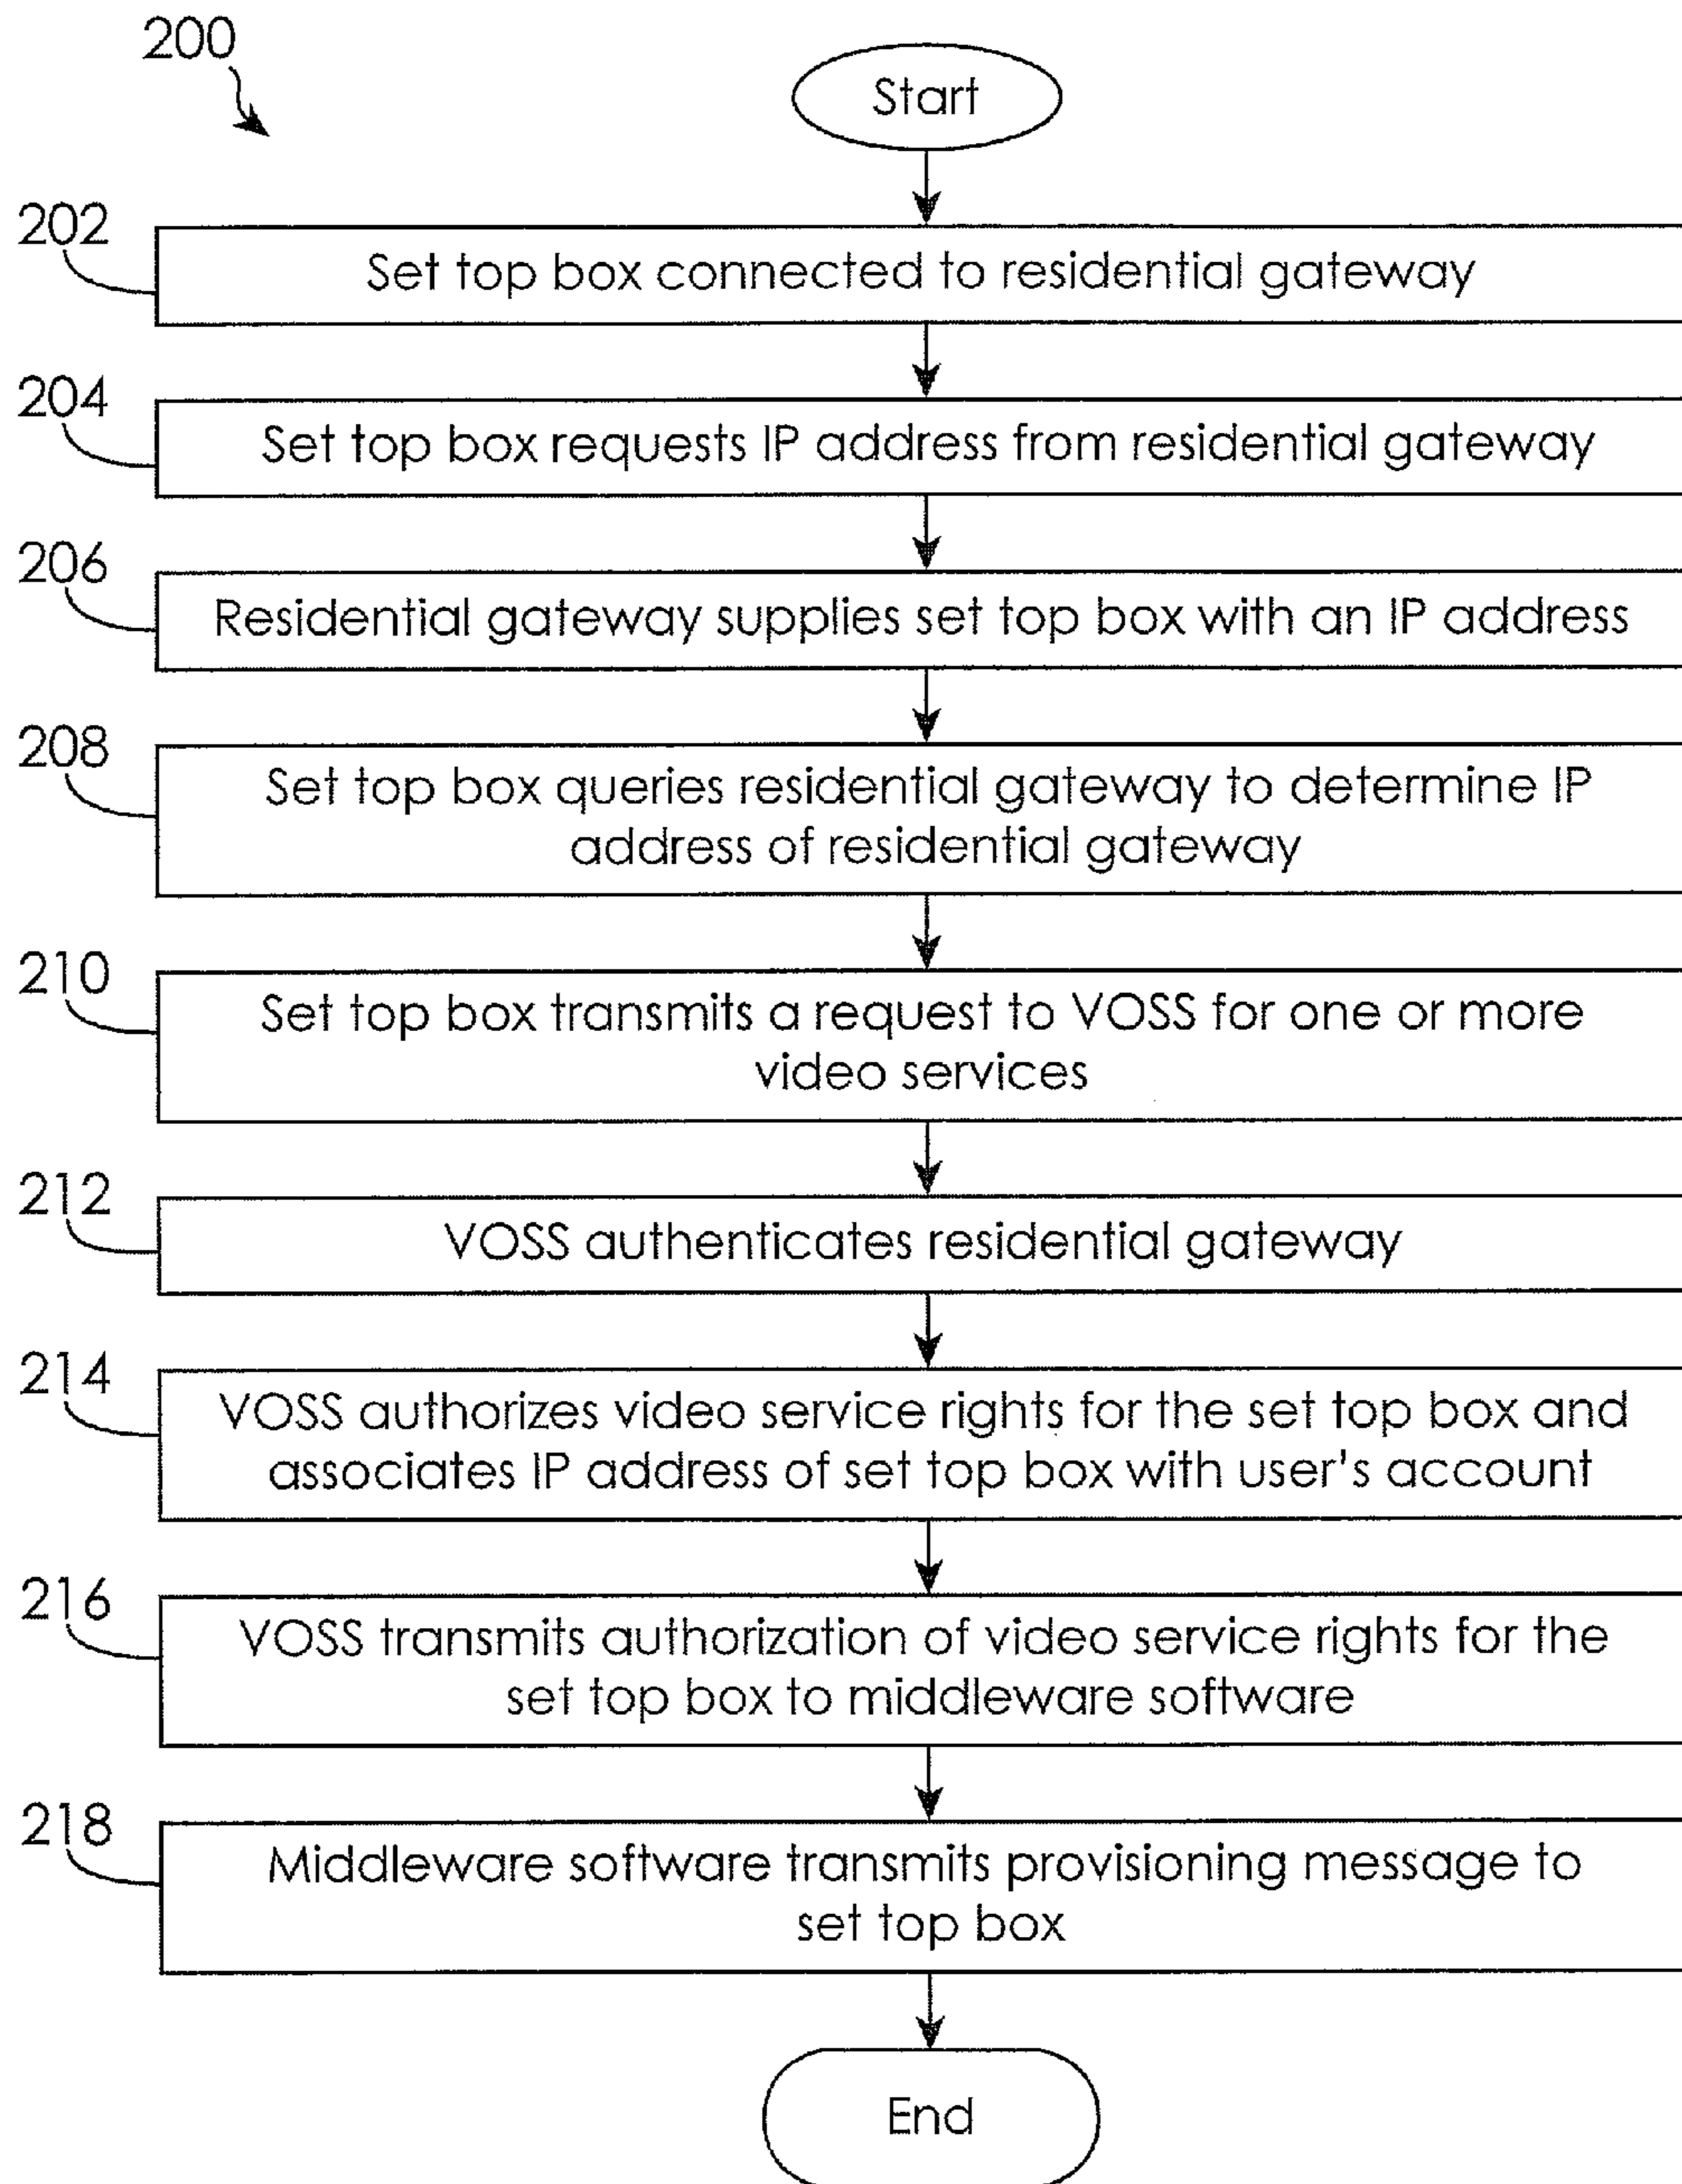 200
Start
202
Set top box connected to residential gateway
204
Set top box requests IP address from residential gateway
206
Residential gateway supplies set top box with an IP address
208
Set top box queries residential gateway to determine IP
address of residential gateway
210
Set top box transmits a request to VOSS for one or more
video services
212
VOSS authenticates residential gateway
214
VOSS authorizes video service rights for the set top box and
associates IP address of set top box with user's account
216
VOSS transmits authorization of video service rights for the
set top box to middleware software
218
Middleware software transmits provisioning message to
set top box
End